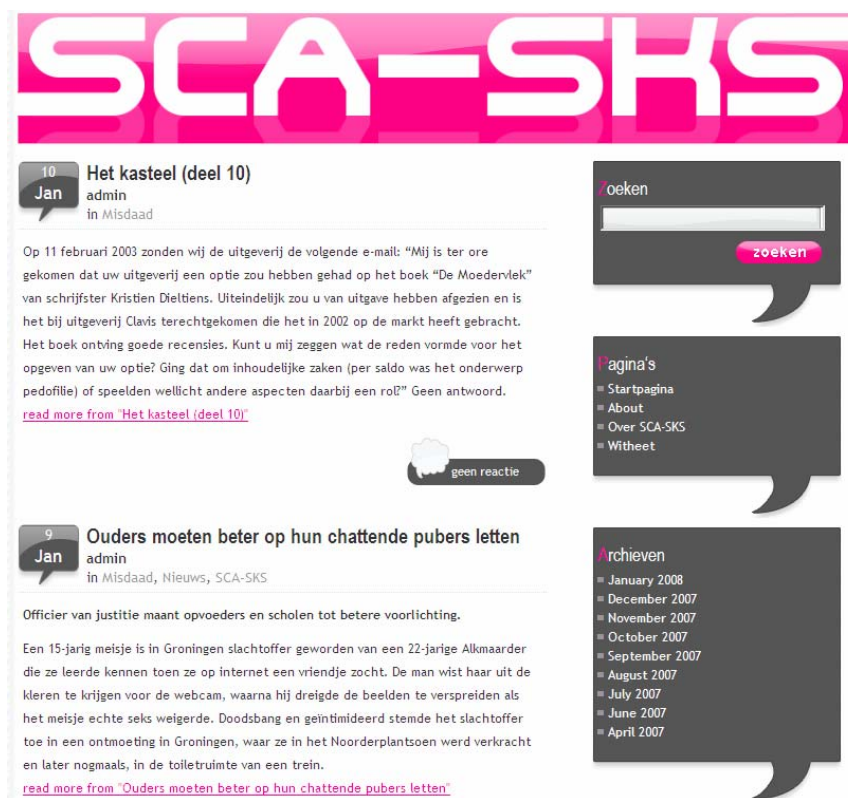 SCA-SKS
10
Jan
Het kasteel (deel 10)
admin
in Misdaad
Op 11 februari 2003 zonden wij de uitgeverij de volgende e-mail: “Mij is ter ore
gekomen dat uw uitgeverij een optie zou hebben gehad op het boek “De Moedervlek”
van schrijfster Kristien Dieltiens. Uiteindelijk zou u van uitgave hebben afgezien en is
het bij uitgeverij Clavis terechtgekomen die het in 2002 op de markt heeft gebracht.
Het boek ontving goede recensies. Kunt u mij zeggen wat de reden vormde voor het
opgeven van uw optie? Ging dat om inhoudelijke zaken (per saldo was het onderwerp
pedofilie) of speelden wellicht andere aspecten daarbij een rol?” Geen antwoord.
read more from "Het kasteel (deel 10)"
geen reactie
9
Jan
Ouders moeten beter op hun chattende pubers letten
admin
in Misdaad, Nieuws, SCA-SKS
Officier van justitie maant opvoeders en scholen tot betere voorlichting.
Een 15-jarig meisje is in Groningen slachtoffer geworden van een 22-jarige Alkmaarder
die ze leerde kennen toen ze op internet een vriendje zocht. De man wist haar uit de
kleren te krijgen voor de webcam, waarna hij dreigde de beelden te verspreiden als
het meisje echte seks weigerde. Doodsbang en geïntimideerd stemde het slachtoffer
toe in een ontmoeting in Groningen, waar ze in het Noorderplantsoen werd verkracht
en later nogmaals, in de toiletruimte van een trein.
read more from "Ouders moeten beter op hun chattende pubers letten"
Zoeken
zoeken
Pagina's
Startpagina
About
Over SCA-SKS
Witheet
Archieven
January 2008
December 2007
November 2007
October 2007
September 2007
August 2007
July 2007
June 2007
April 2007